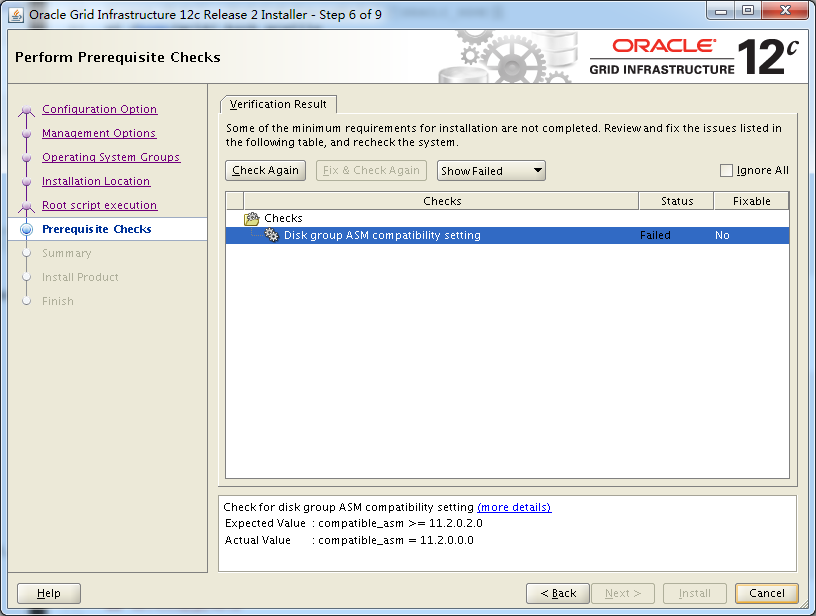 Oracle Grid Infrastructure 12c Release 2 Installer - Step 6 of 9
Perform Prerequisite Checks
ORACLE
GRID INFRASTRUCTURE 12c
Configuration Option
Management Options
Operating System Groups
Installation Location
Root script execution
Prerequisite Checks
Summary
Install Product
Finish
Verification Result
Some of the minimum requirements for installation are not completed. Review and fix the issues listed in
the following table, and recheck the system.
Check Again Fix & Check Again Show Failed Ignore All
Checks Status Fixable
Checks
Disk group ASM compatibility setting Failed No
Check for disk group ASM compatibility setting (more details)
Expected Value : compatible_asm >= 11.2.0.2.0
Actual Value : compatible_asm = 11.2.0.0.0
Help < Back Next > Install Cancel